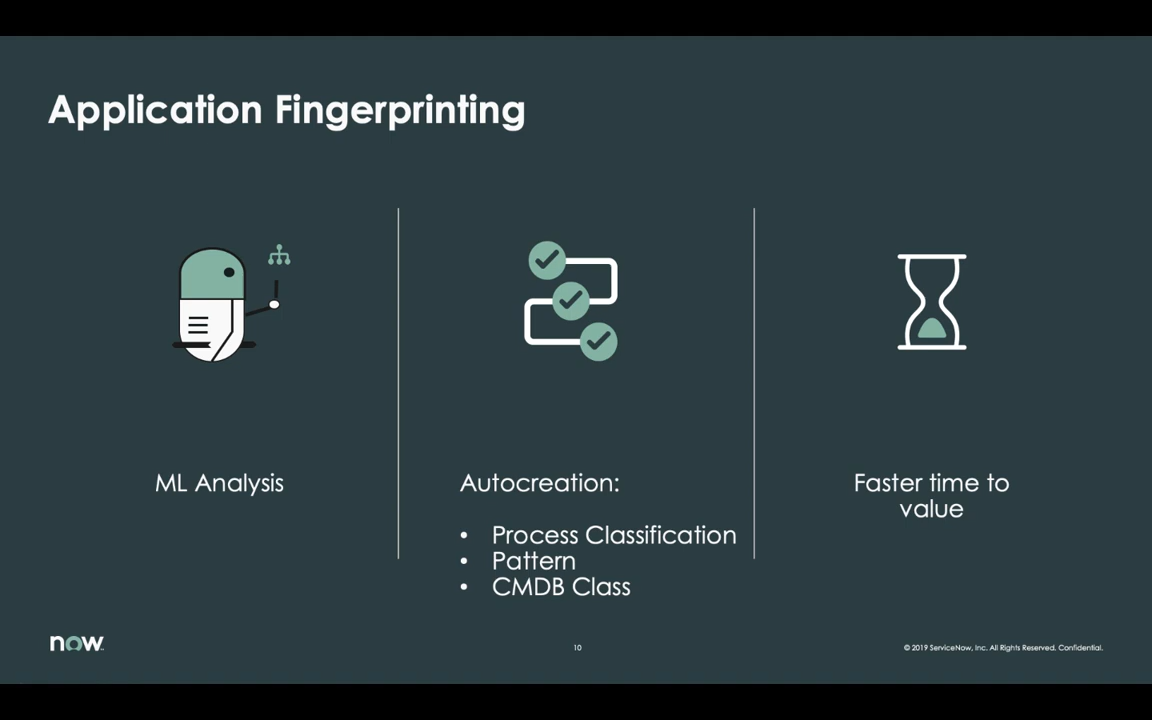 Application Fingerprinting
ML Analysis
Autocreation:
• Process Classification
• Pattern
• CMDB Class
Faster time to
value
now
10
© 2019 ServiceNow, Inc. All Rights Reserved. Confidential.